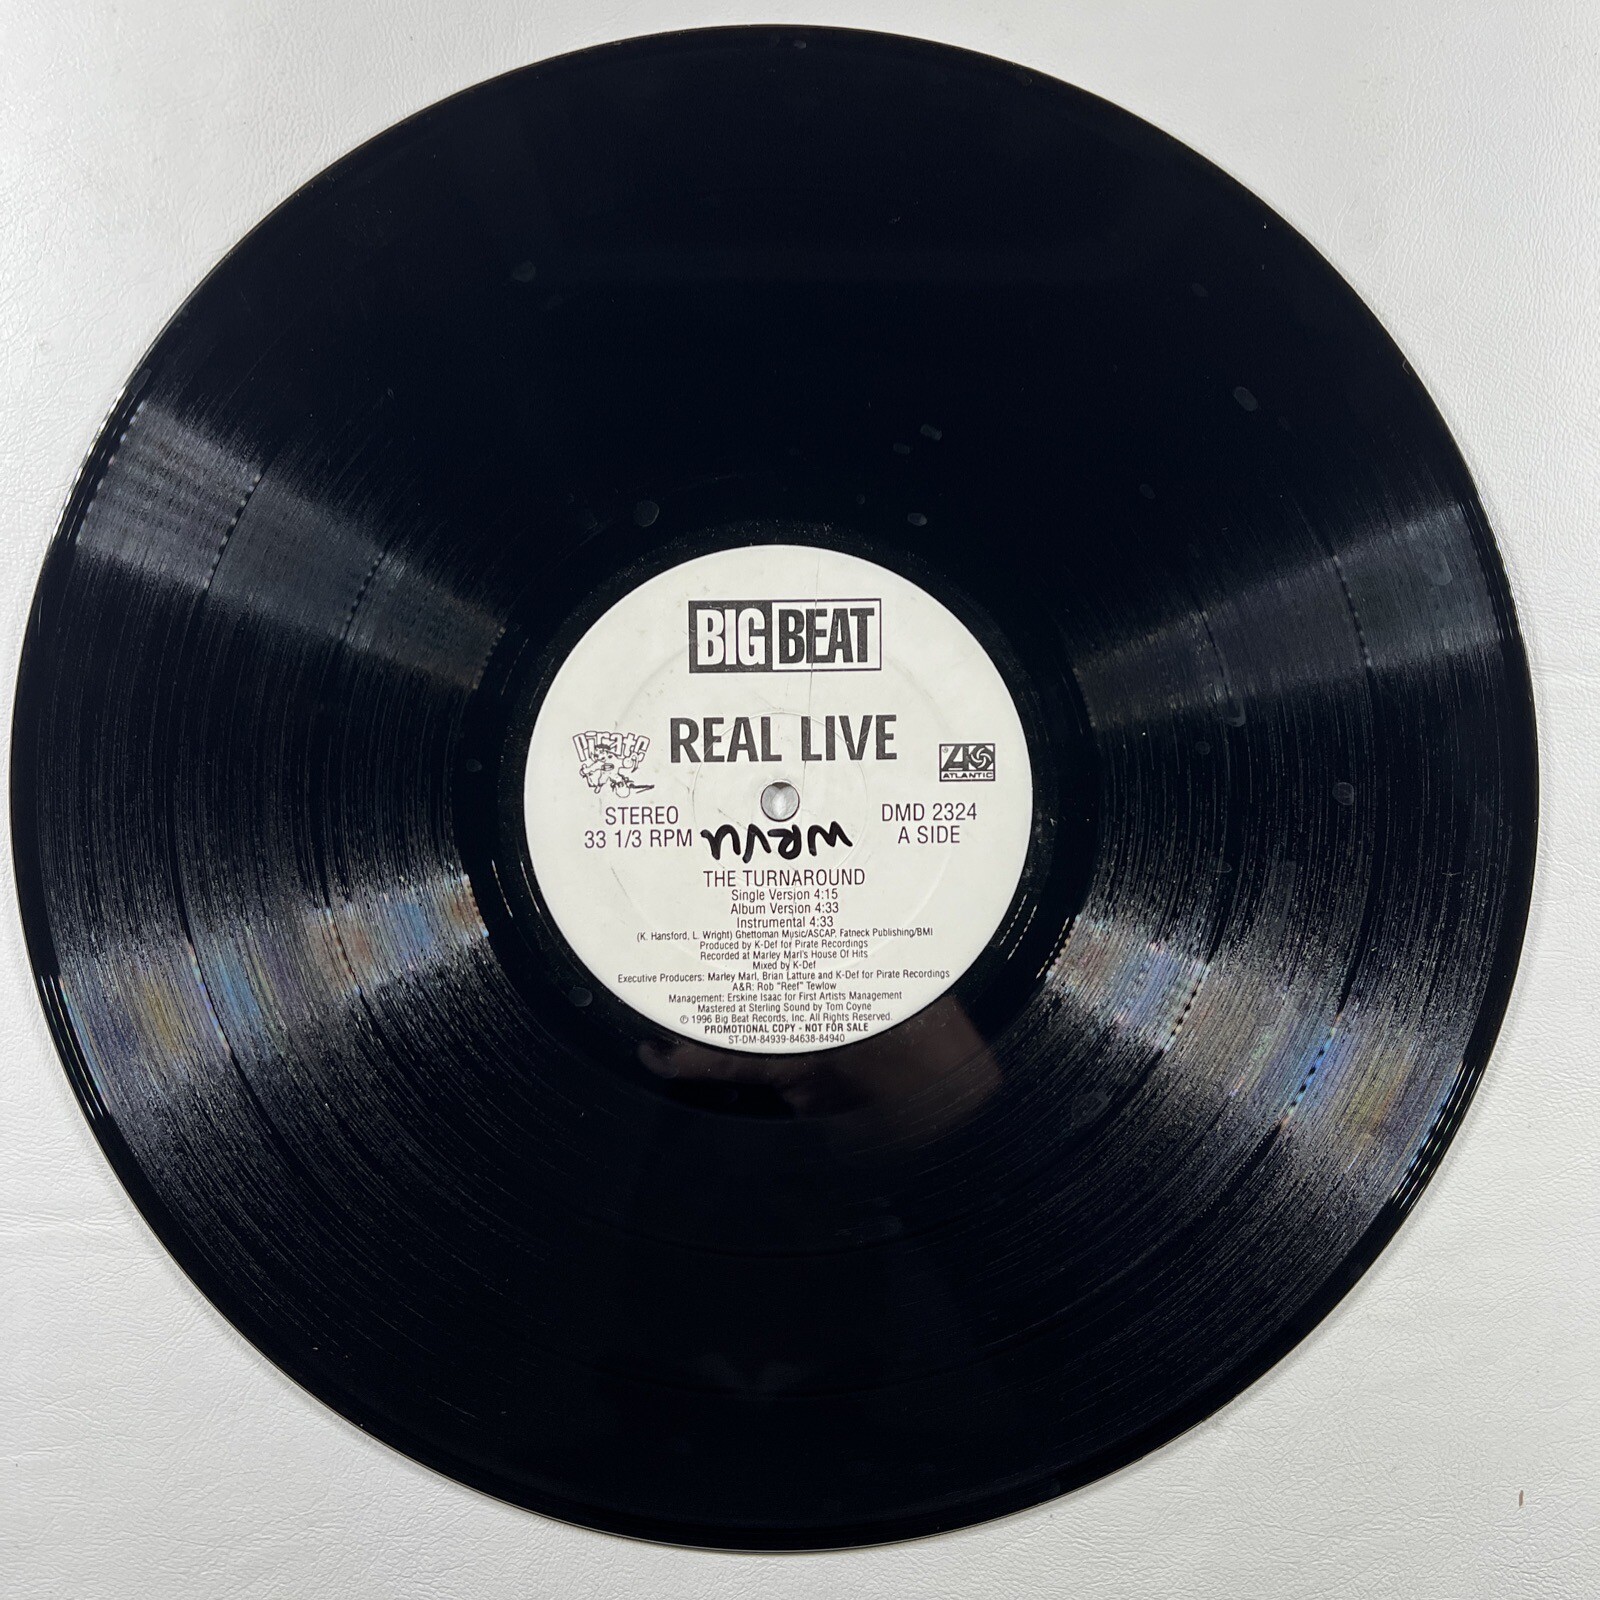 BIG BEAT
REAL LIVE
Pirate
ATLANTIC
STEREO
33 1/3 RPM
DMD 2324
A SIDE
WRVU
THE TURNAROUND
Single Version 4:15
Album Version 4:33
Instrumental 4:33
(K. Hansford, L. Wright) Ghettoman Music/ASCAP, Fatneck Publishing/BMI
Produced by K-Def for Pirate Recordings
Recorded at Marley Marl's House Of Hits
Mixed by K-Def
Executive Producers: Marley Marl, Brian Latture and K-Def for Pirate Recordings
A&R: Rob "Reef" Tewlow
Management: Erskine Isaac for First Artists Management
Mastered at Sterling Sound by Tom Coyne
℗ 1996 Big Beat Records, Inc. All Rights Reserved.
PROMOTIONAL COPY - NOT FOR SALE
ST-DM-84939-84638-84940